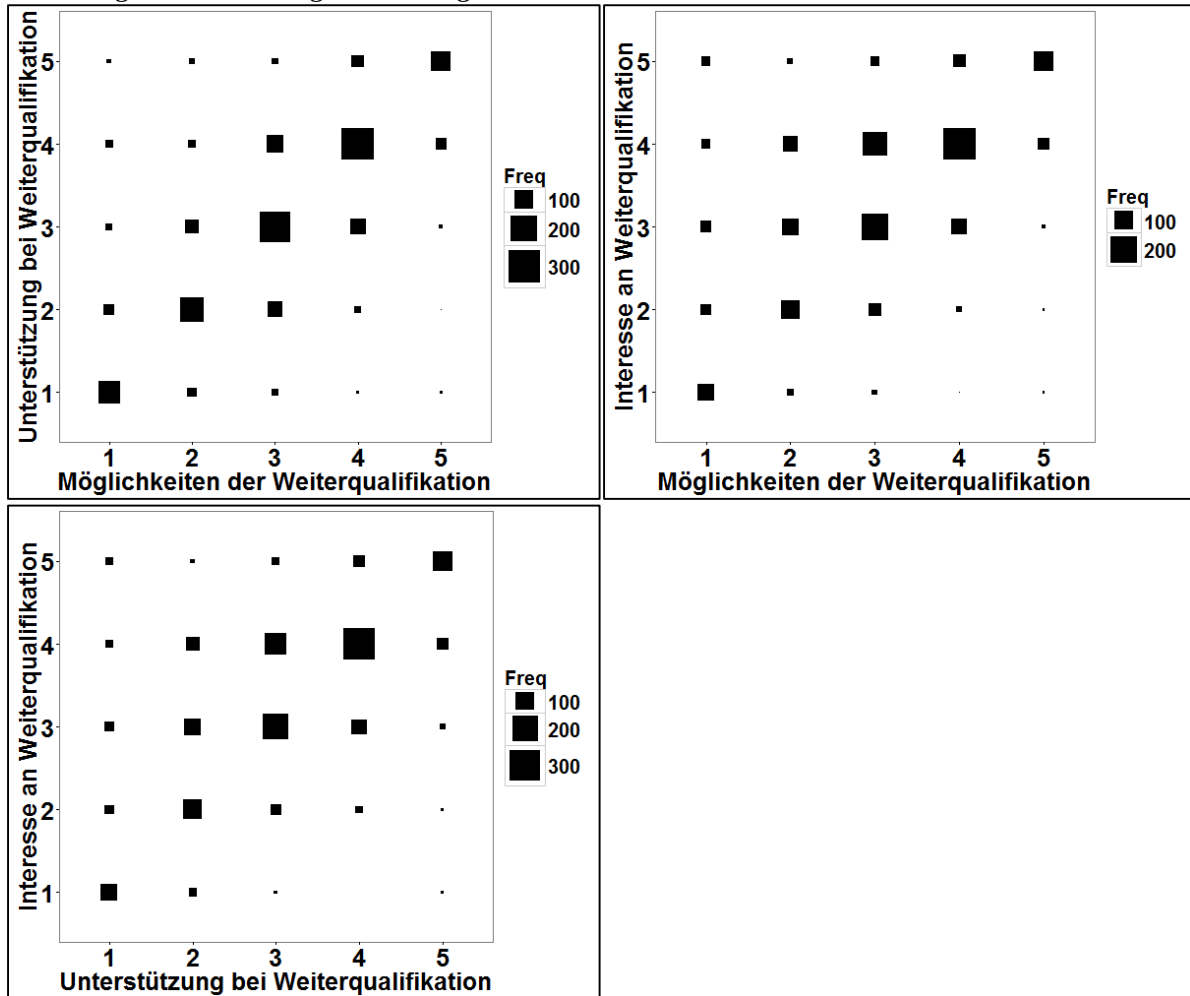 Unterstützung bei Weiterqualifikation
5
4
3
2
1
1 2 3 4 5
Möglichkeiten der Weiterqualifikation
Freq
100
200
300
Interesse an Weiterqualifikation
5
4
3
2
1
1 2 3 4 5
Möglichkeiten der Weiterqualifikation
Freq
100
200
Interesse an Weiterqualifikation
5
4
3
2
1
1 2 3 4 5
Unterstützung bei Weiterqualifikation
Freq
100
200
300